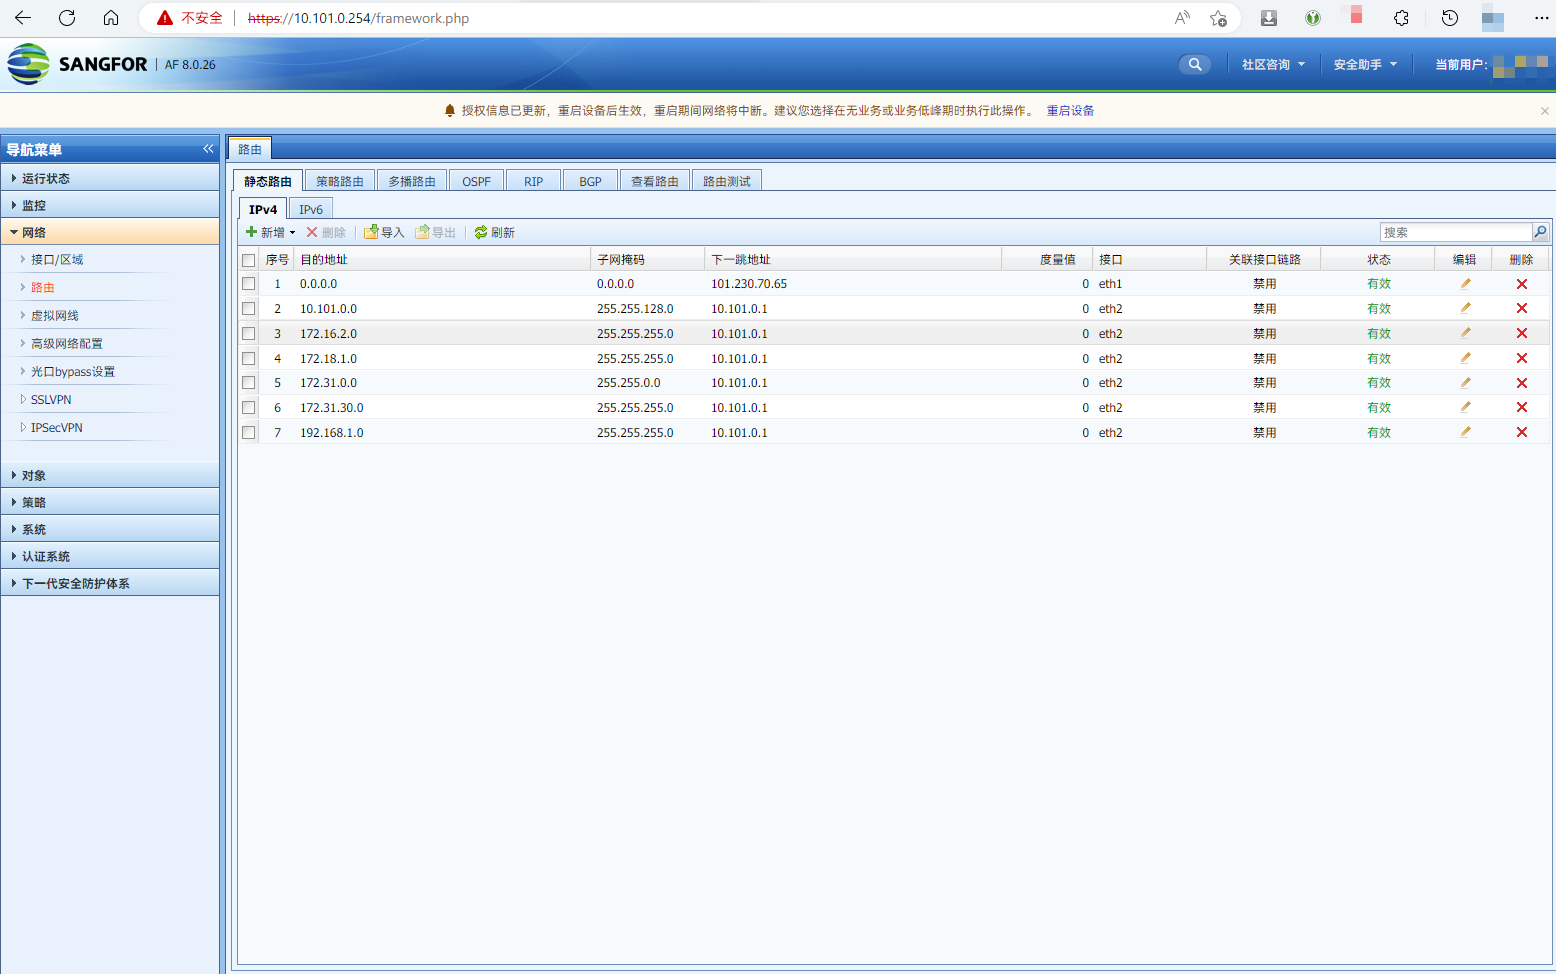 不安全 https://10.101.0.254/framework.php
SANGFOR AF 8.0.26 社区咨询 安全助手 当前用户:
授权信息已更新，重启设备后生效，重启期间网络将中断。建议您选择在无业务或业务低峰期时执行此操作。 重启设备
导航菜单
运行状态
监控
网络
接口/区域
路由
虚拟网线
高级网络配置
光口bypass设置
SSLVPN
IPSecVPN
对象
策略
系统
认证系统
下一代安全防护体系
路由
静态路由 策略路由 多播路由 OSPF RIP BGP 查看路由 路由测试
IPv4 IPv6
新增 删除 导入 导出 刷新 搜索
序号 目的地址 子网掩码 下一跳地址 度量值 接口 关联接口链路 状态 编辑 删除
1 0.0.0.0 0.0.0.0 101.230.70.65 0 eth1 禁用 有效
2 10.101.0.0 255.255.128.0 10.101.0.1 0 eth2 禁用 有效
3 172.16.2.0 255.255.255.0 10.101.0.1 0 eth2 禁用 有效
4 172.18.1.0 255.255.255.0 10.101.0.1 0 eth2 禁用 有效
5 172.31.0.0 255.255.0.0 10.101.0.1 0 eth2 禁用 有效
6 172.31.30.0 255.255.255.0 10.101.0.1 0 eth2 禁用 有效
7 192.168.1.0 255.255.255.0 10.101.0.1 0 eth2 禁用 有效